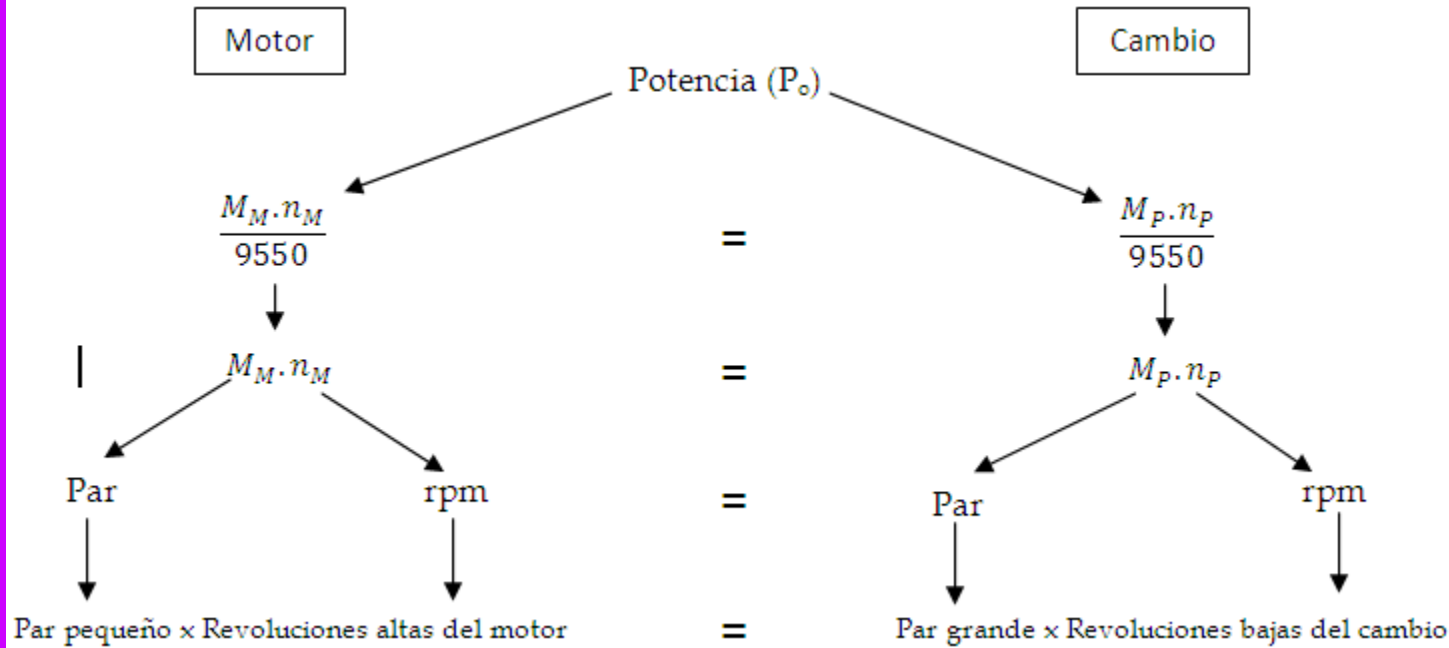 Motor
Cambio
Potencia (Pₒ)
M_M.n_M
9550
=
M_P.n_P
9550
M_M.n_M
=
M_P.n_P
Par
rpm
=
Par
rpm
Par pequeño x Revoluciones altas del motor
=
Par grande x Revoluciones bajas del cambio